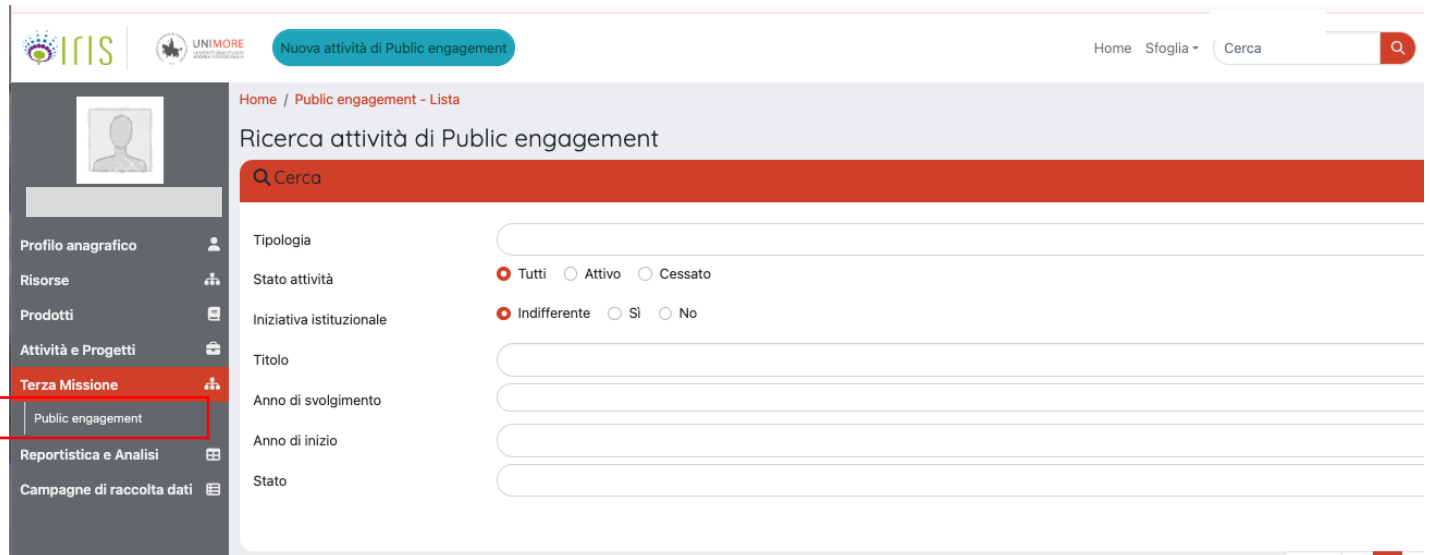 IRIS
UNIMORE
Nuova attività di Public engagement
Home Sfoglia Cerca
Home / Public engagement - Lista
Ricerca attività di Public engagement
Cerca
Profilo anagrafico
Risorse
Prodotti
Attività e Progetti
Terza Missione
Public engagement
Reportistica e Analisi
Campagne di raccolta dati
Tipologia
Stato attività Tutti Attivo Cessato
Iniziativa istituzionale Indifferente Sì No
Titolo
Anno di svolgimento
Anno di inizio
Stato